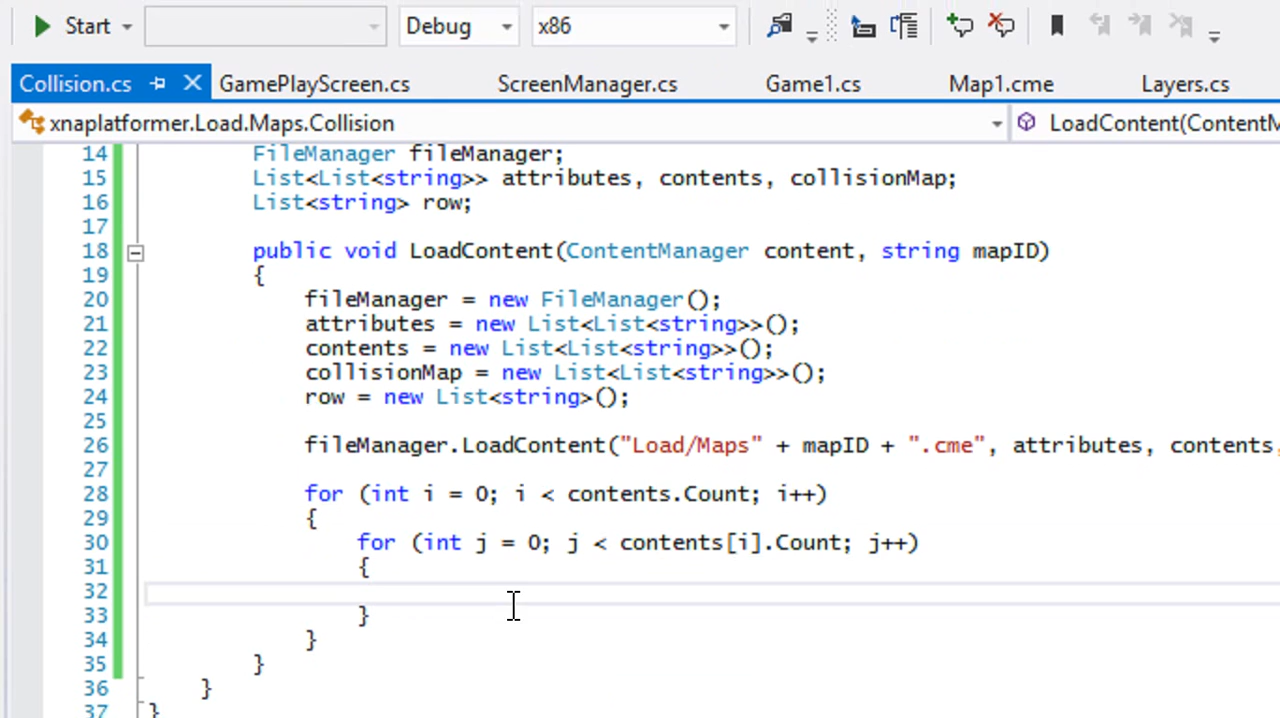 Start Debug x86
Collision.cs GamePlayScreen.cs ScreenManager.cs Game1.cs Map1.cme Layers.cs
xnaplatformer.Load.Maps.Collision LoadContent(ContentM
14 FileManager fileManager;
15 List<List<string>> attributes, contents, collisionMap;
16 List<string> row;
17
18 public void LoadContent(ContentManager content, string mapID)
19 {
20 fileManager = new FileManager();
21 attributes = new List<List<string>>();
22 contents = new List<List<string>>();
23 collisionMap = new List<List<string>>();
24 row = new List<string>();
25
26 fileManager.LoadContent("Load/Maps" + mapID + ".cme", attributes, contents,
27
28 for (int i = 0; i < contents.Count; i++)
29 {
30 for (int j = 0; j < contents[i].Count; j++)
31 {
32
33 }
34 }
35 }
36 }
37 }